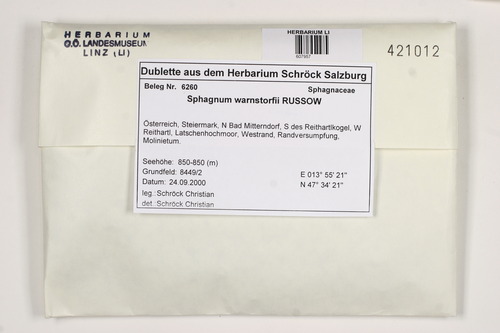 HERBARIUM
O.Ö. LANDESMUSEUM
LINZ (LI)
HERBARIUM LI
607957
421012
Dublette aus dem Herbarium Schröck Salzburg
Beleg Nr. 6260 Sphagnaceae
Sphagnum warnstorfii RUSSOW
Österreich, Steiermark, N Bad Mitterndorf, S des Reithartlkogel, W
Reithartl, Latschenhochmoor, Westrand, Randversumpfung,
Molinietum.
Seehöhe: 850-850 (m)
Grundfeld: 8449/2 E 013° 55' 21"
Datum: 24.09.2000 N 47° 34' 21"
leg.:Schröck Christian
det.:Schröck Christian